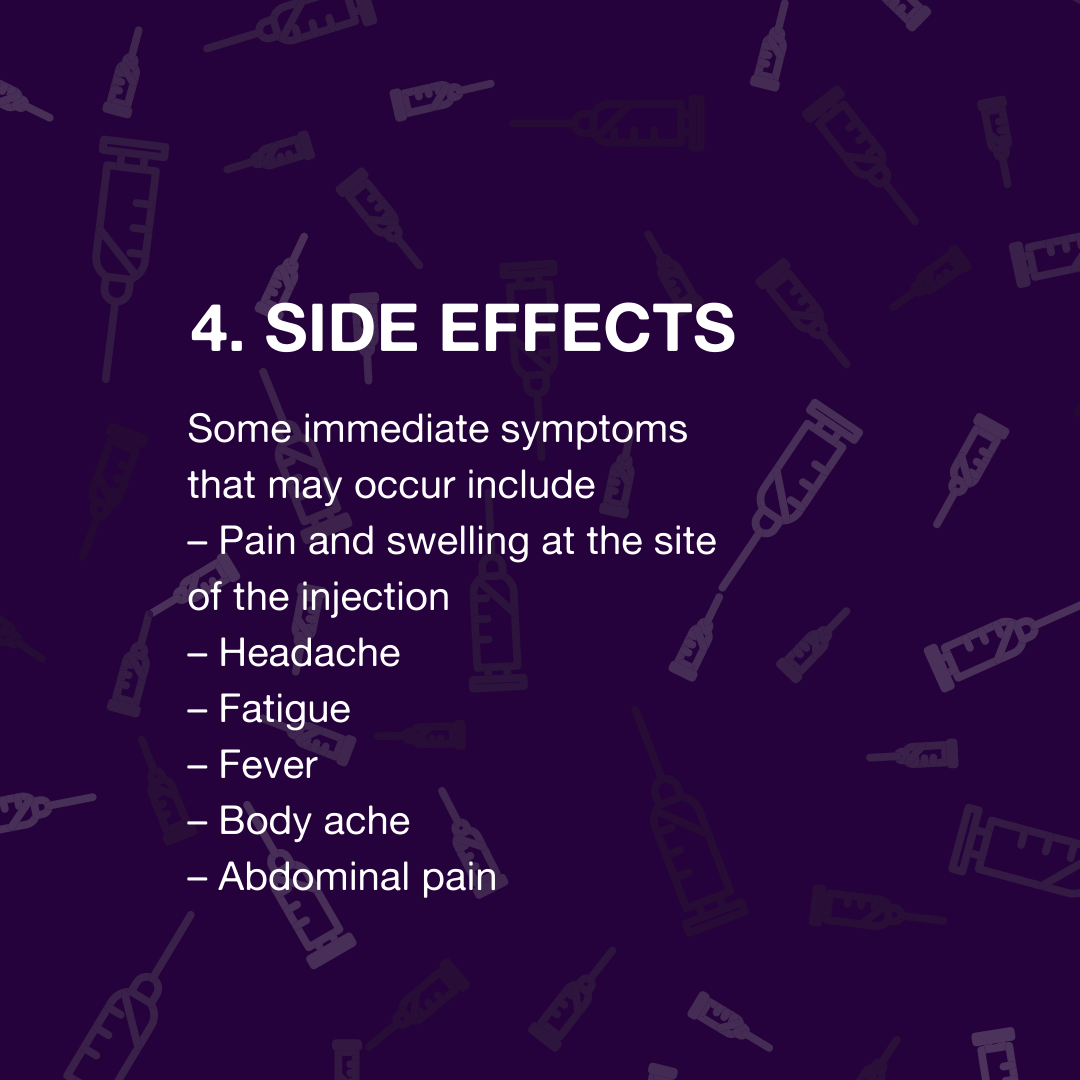 4. SIDE EFFECTS
Some immediate symptoms
that may occur include
– Pain and swelling at the site
of the injection
– Headache
– Fatigue
– Fever
– Body ache
– Abdominal pain